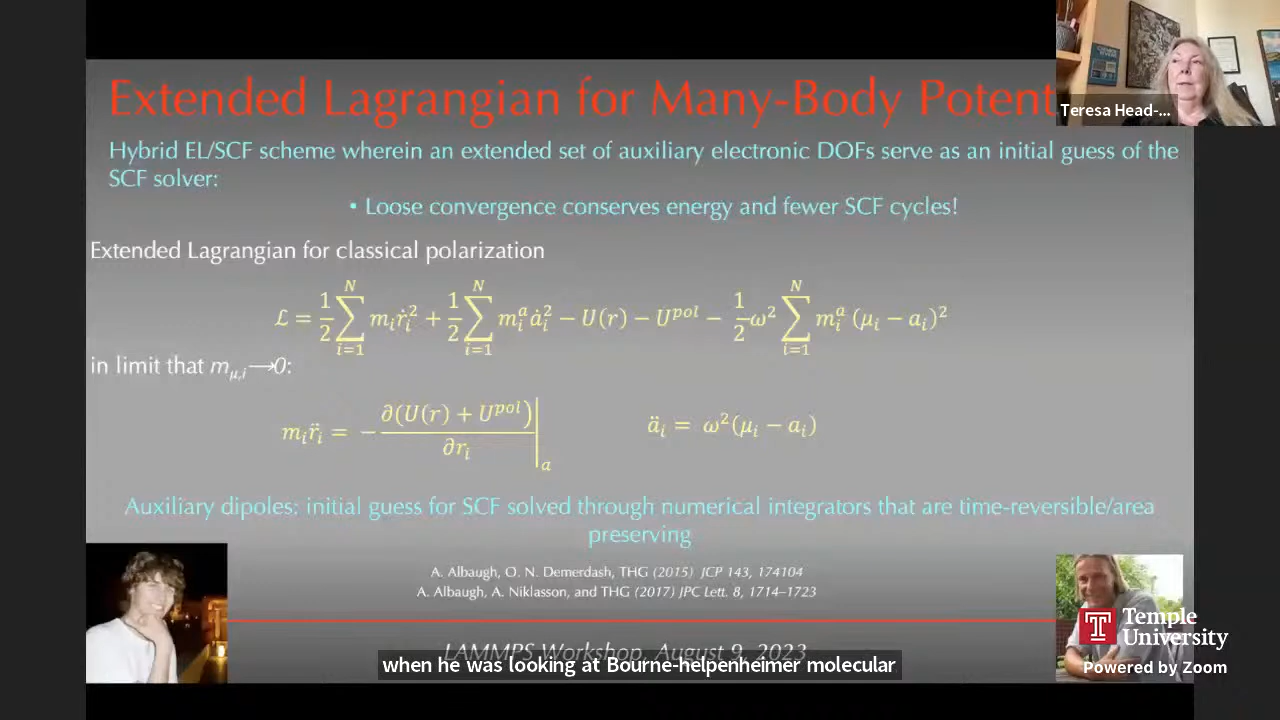 Extended Lagrangian for Many-Body Potent
Teresa Head-...
Hybrid EL/SCF scheme wherein an extended set of auxiliary electronic DOFs serve as an initial guess of the
SCF solver:
• Loose convergence conserves energy and fewer SCF cycles!
Extended Lagrangian for classical polarization
ℒ = 1/2 ∑_{i=1}^{N} m_i ṙ_i^2 + 1/2 ∑_{i=1}^{N} m_i^a ȧ_i^2 − U(r) − U^{pol} − 1/2 ω^2 ∑_{i=1}^{N} m_i^a (μ_i − a_i)^2
in limit that m_{μ,i}→0:
m_i r̈_i = − ∂(U(r) + U^{pol})/∂r_i |_a    ä_i = ω^2(μ_i − a_i)
Auxiliary dipoles: initial guess for SCF solved through numerical integrators that are time-reversible/area
preserving
A. Albaugh, O. N. Demerdash, THG (2015) JCP 143, 174104
A. Albaugh, A. Niklasson, and THG (2017) JPC Lett. 8, 1714–1723
LAMMPS Workshop, August 9, 2023
when he was looking at Bourne-helpenheimer molecular
Temple
University
Powered by Zoom